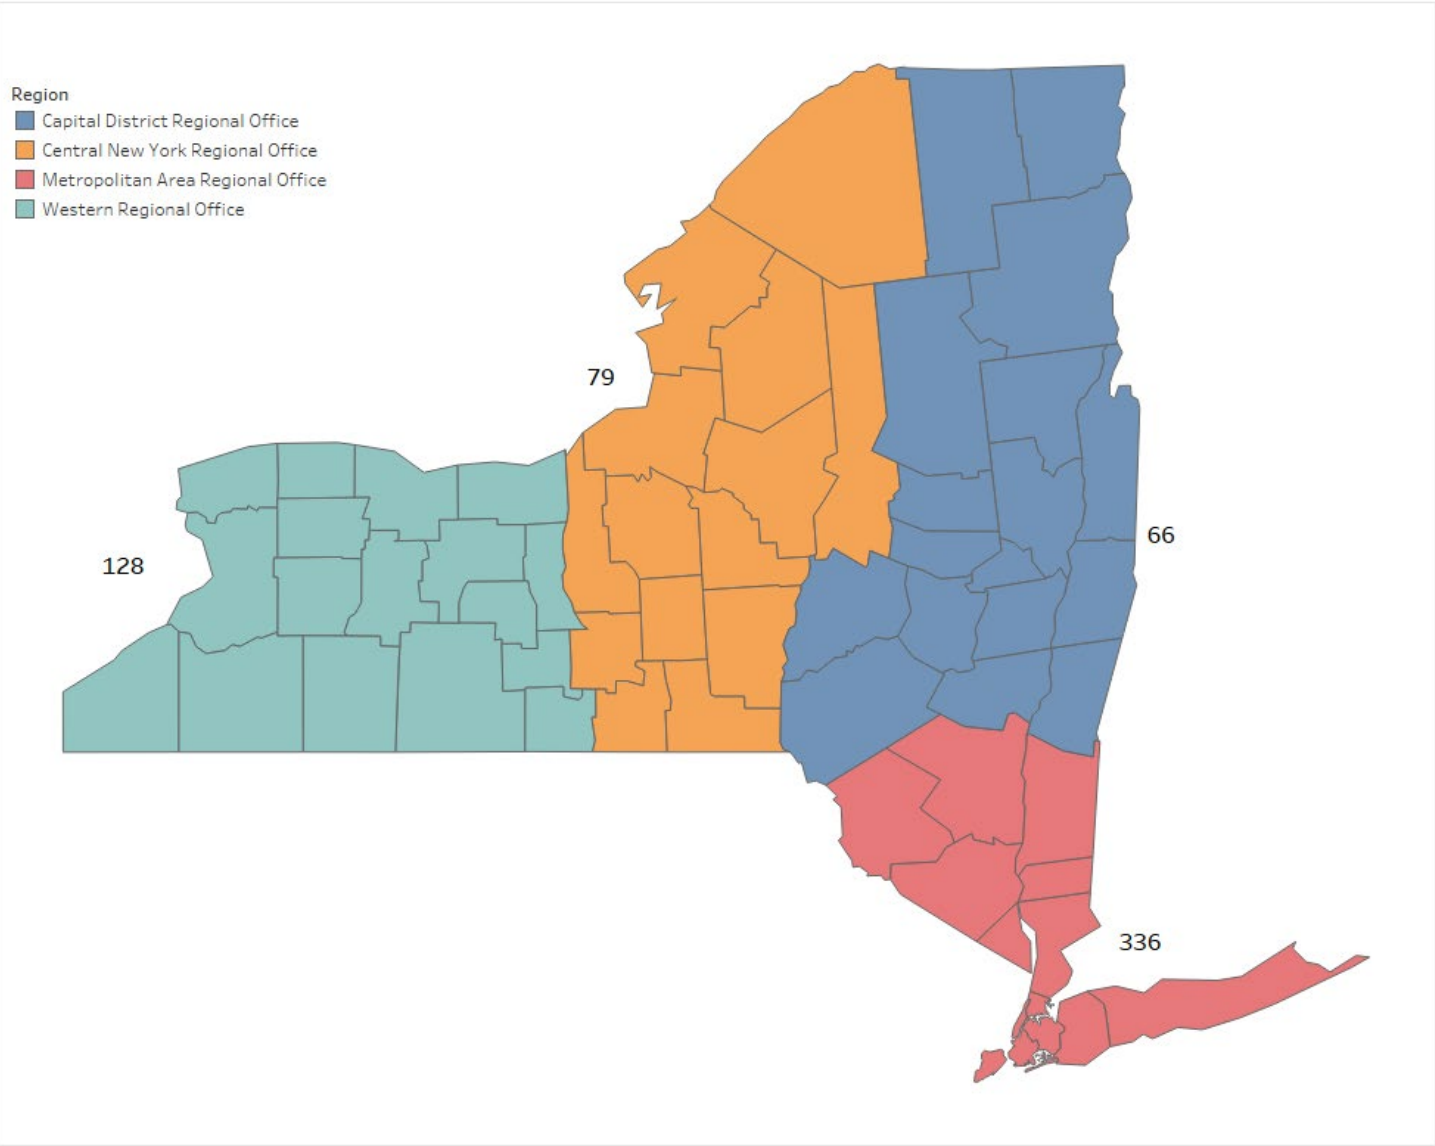 Region
Capital District Regional Office
Central New York Regional Office
Metropolitan Area Regional Office
Western Regional Office
79
66
128
336